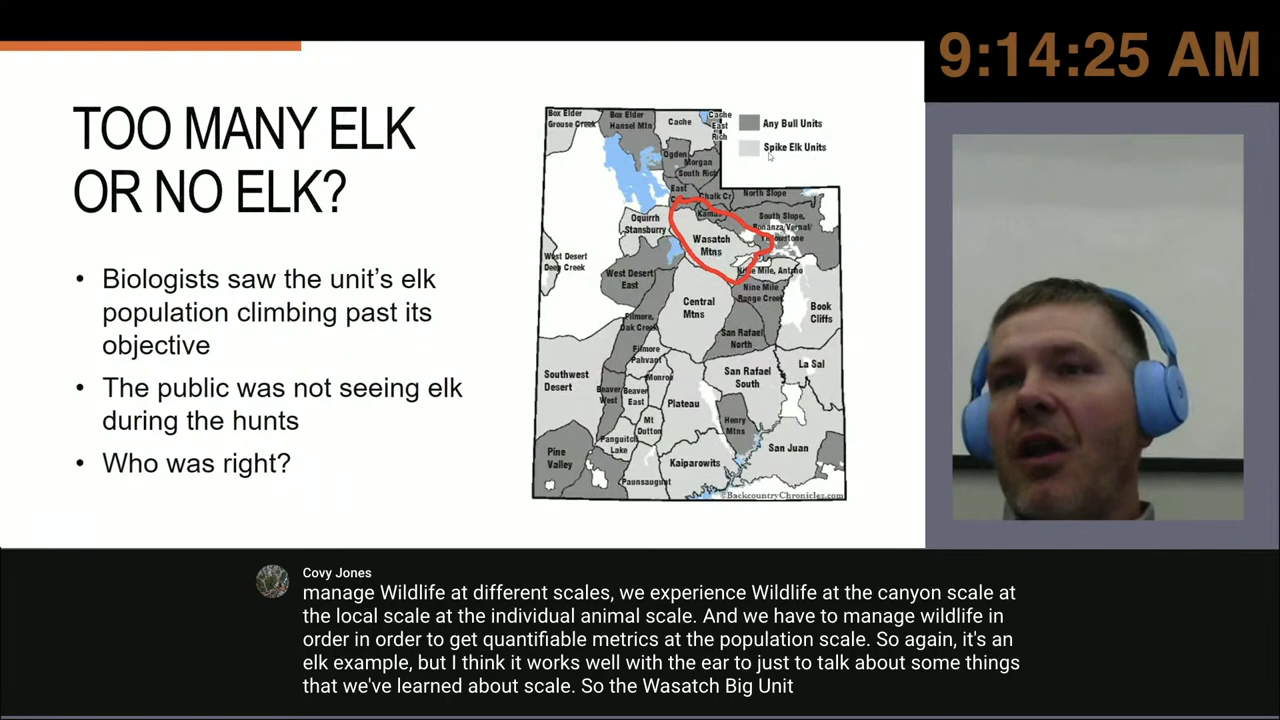 9:14:25 AM
TOO MANY ELK
OR NO ELK?
• Biologists saw the unit's elk
population climbing past its
objective
• The public was not seeing elk
during the hunts
• Who was right?
Any Bull Units
Spike Elk Units
Box Elder
Grouse Creek
Box Elder
Hansel Mtn
Cache
Cache
East
Rich
Ogden
Morgan
South Rich
East
Chalk Cr
North Slope
Kamas
Oquirrh
Stansburry
Wasatch
Mtns
South Slope,
Bonanza/Vernal/
Yellowstone
West Desert
Deep Creek
West Desert
East
Nine Mile, Anthro
Nine Mile
Range Creek
Central
Mtns
Book
Cliffs
Filmore,
Oak Creek
San Rafael
North
Filmore
Pahvant
La Sal
Southwest
Desert
Monroe
San Rafael
South
Beaver
West
Beaver
East
Plateau
Mt
Dutton
Henry
Mtns
Panguitch
Lake
San Juan
Pine
Valley
Kaiparowits
Paunsaugunt
©BackcountryChronicles.com
Covy Jones
manage Wildlife at different scales, we experience Wildlife at the canyon scale at
the local scale at the individual animal scale. And we have to manage wildlife in
order in order to get quantifiable metrics at the population scale. So again, it's an
elk example, but I think it works well with the ear to just to talk about some things
that we've learned about scale. So the Wasatch Big Unit